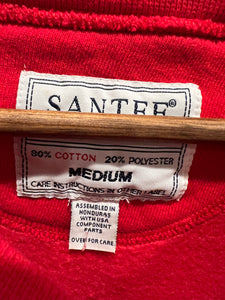 SANTEE®
80% COTTON 20% POLYESTER
MEDIUM
CARE INSTRUCTIONS IN OTHER LABEL
ASSEMBLED IN
HONDURAS
WITH USA
COMPONENT
PARTS
OVER FOR CARE.